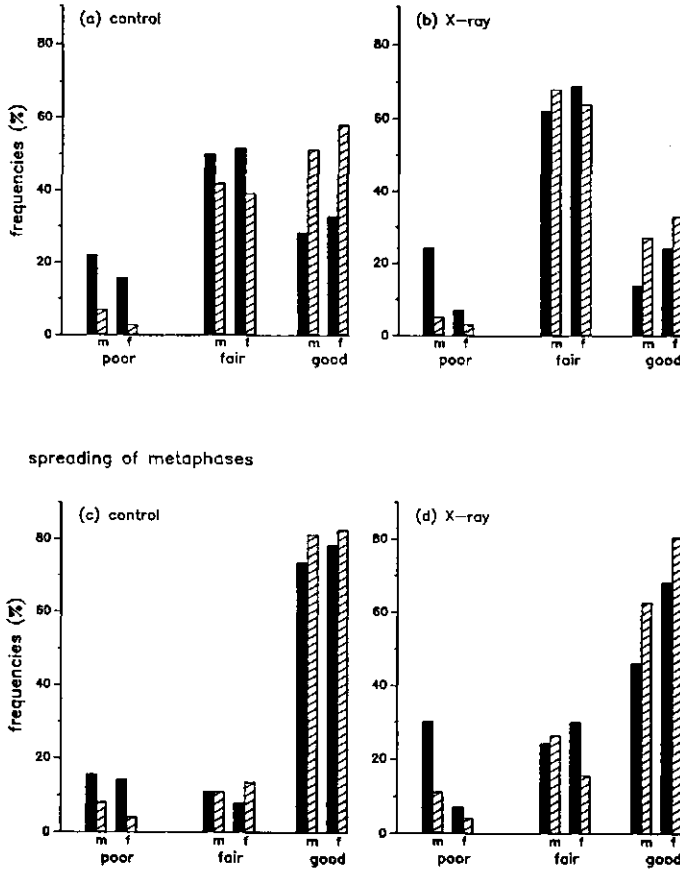 (a) control
(b) X-ray
frequencies (%)
80
60
40
20
0
80
60
40
20
0
m f m f m f
poor fair good
m f m f m f
poor fair good
spreading of metaphases
(c) control
(d) X-ray
frequencies (%)
80
60
40
20
0
80
60
40
20
0
m f m f m f
poor fair good
m f m f m f
poor fair good